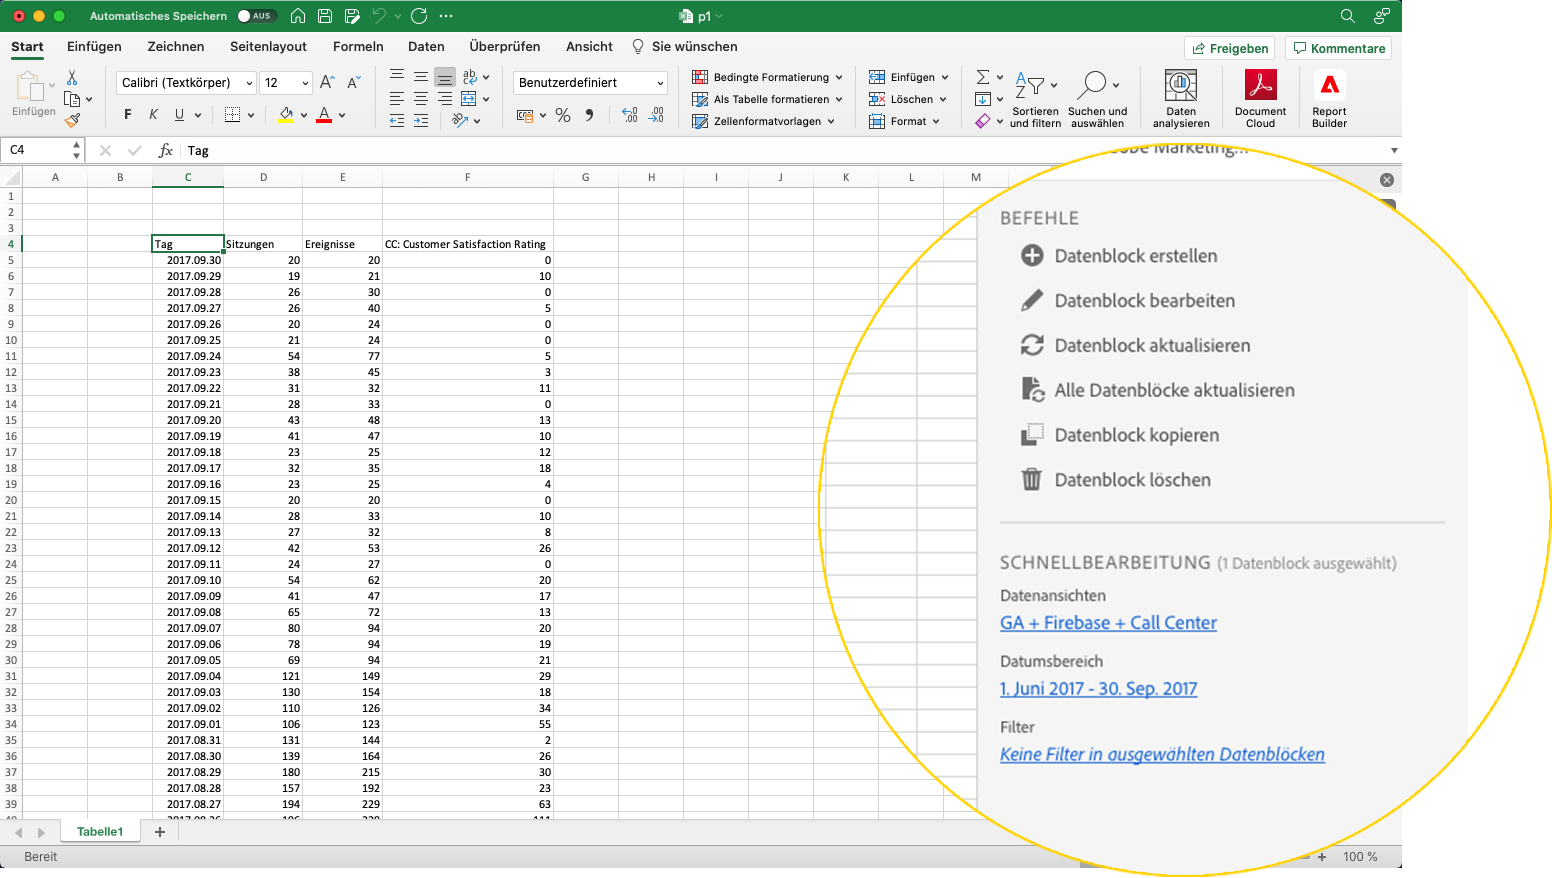 Automatisches Speichern AUS p1
Start Einfügen Zeichnen Seitenlayout Formeln Daten Überprüfen Ansicht Sie wünschen Freigeben Kommentare
Calibri (Textkörper) 12 Benutzerdefiniert Bedingte Formatierung Einfügen
Als Tabelle formatieren Löschen
Zellenformatvorlagen Format
Einfügen F K U
Sortieren und filtern
Suchen und auswählen
Daten analysieren
Document Cloud
Report Builder
C4 fx Tag
A B C D E F G H I J K L M
1
2
3
4 Tag Sitzungen Ereignisse CC: Customer Satisfaction Rating
5 2017.09.30 20 20 0
6 2017.09.29 19 21 10
7 2017.09.28 26 30 0
8 2017.09.27 26 40 5
9 2017.09.26 20 24 0
10 2017.09.25 21 24 0
11 2017.09.24 54 77 5
12 2017.09.23 38 45 3
13 2017.09.22 31 32 11
14 2017.09.21 28 33 0
15 2017.09.20 43 48 13
16 2017.09.19 41 47 10
17 2017.09.18 23 25 12
18 2017.09.17 32 35 18
19 2017.09.16 23 25 4
20 2017.09.15 20 20 0
21 2017.09.14 28 33 10
22 2017.09.13 27 32 8
23 2017.09.12 42 53 26
24 2017.09.11 24 27 0
25 2017.09.10 54 62 20
26 2017.09.09 41 47 17
27 2017.09.08 65 72 13
28 2017.09.07 80 94 20
29 2017.09.06 78 94 19
30 2017.09.05 69 94 21
31 2017.09.04 121 149 29
32 2017.09.03 130 154 18
33 2017.09.02 110 126 34
34 2017.09.01 106 123 55
35 2017.08.31 131 144 2
36 2017.08.30 139 164 26
37 2017.08.29 180 215 30
38 2017.08.28 157 192 23
39 2017.08.27 194 229 63
Marketing...
BEFEHLE
Datenblock erstellen
Datenblock bearbeiten
Datenblock aktualisieren
Alle Datenblöcke aktualisieren
Datenblock kopieren
Datenblock löschen
SCHNELLBEARBEITUNG (1 Datenblock ausgewählt)
Datenansichten
GA + Firebase + Call Center
Datumsbereich
1. Juni 2017 - 30. Sep. 2017
Filter
Keine Filter in ausgewählten Datenblöcken
Tabelle1
Bereit 100 %